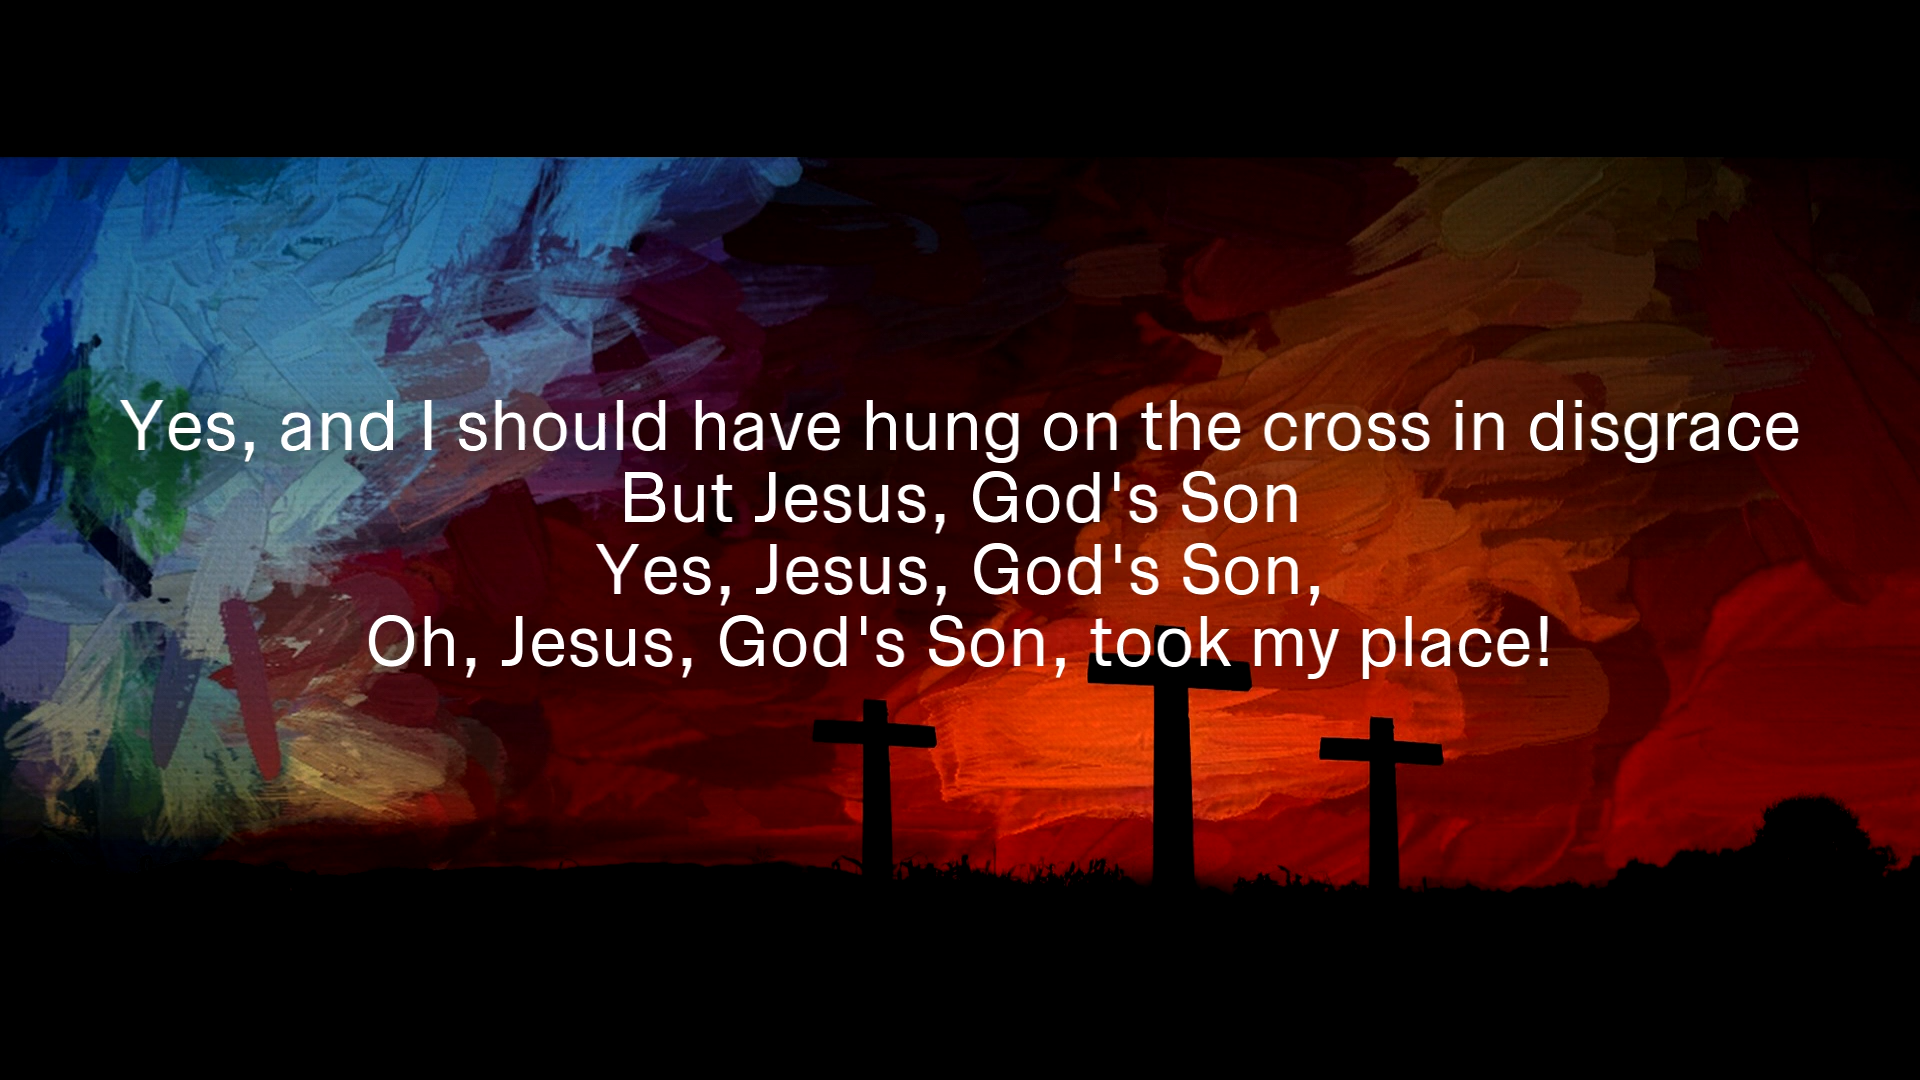 Yes, and I should have hung on the cross in disgrace
But Jesus, God's Son
Yes, Jesus, God's Son,
Oh, Jesus, God's Son, took my place!